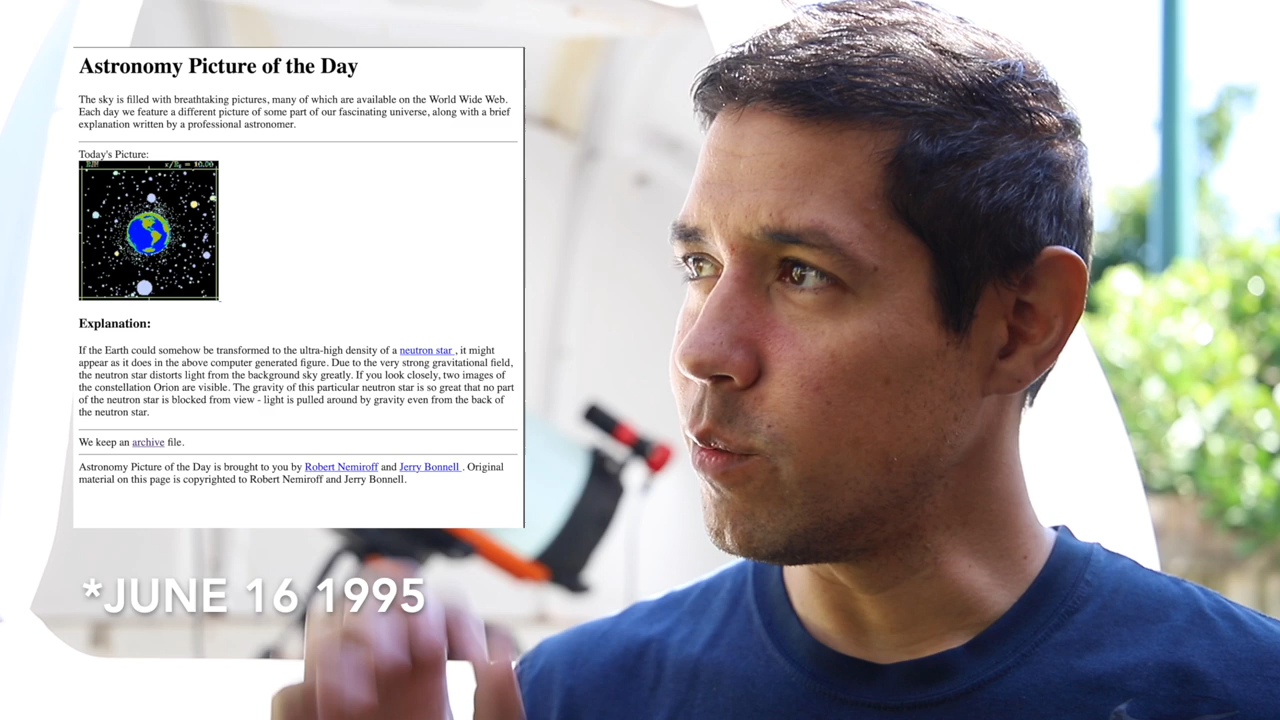 Astronomy Picture of the Day
The sky is filled with breathtaking pictures, many of which are available on the World Wide Web.
Each day we feature a different picture of some part of our fascinating universe, along with a brief
explanation written by a professional astronomer.
Today's Picture:
x/Rs = 10.00
Explanation:
If the Earth could somehow be transformed to the ultra-high density of a neutron star , it might
appear as it does in the above computer generated figure. Due to the very strong gravitational field,
the neutron star distorts light from the background sky greatly. If you look closely, two images of
the constellation Orion are visible. The gravity of this particular neutron star is so great that no part
of the neutron star is blocked from view - light is pulled around by gravity even from the back of
the neutron star.
We keep an archive file.
Astronomy Picture of the Day is brought to you by Robert Nemiroff and Jerry Bonnell . Original
material on this page is copyrighted to Robert Nemiroff and Jerry Bonnell.
*JUNE 16 1995